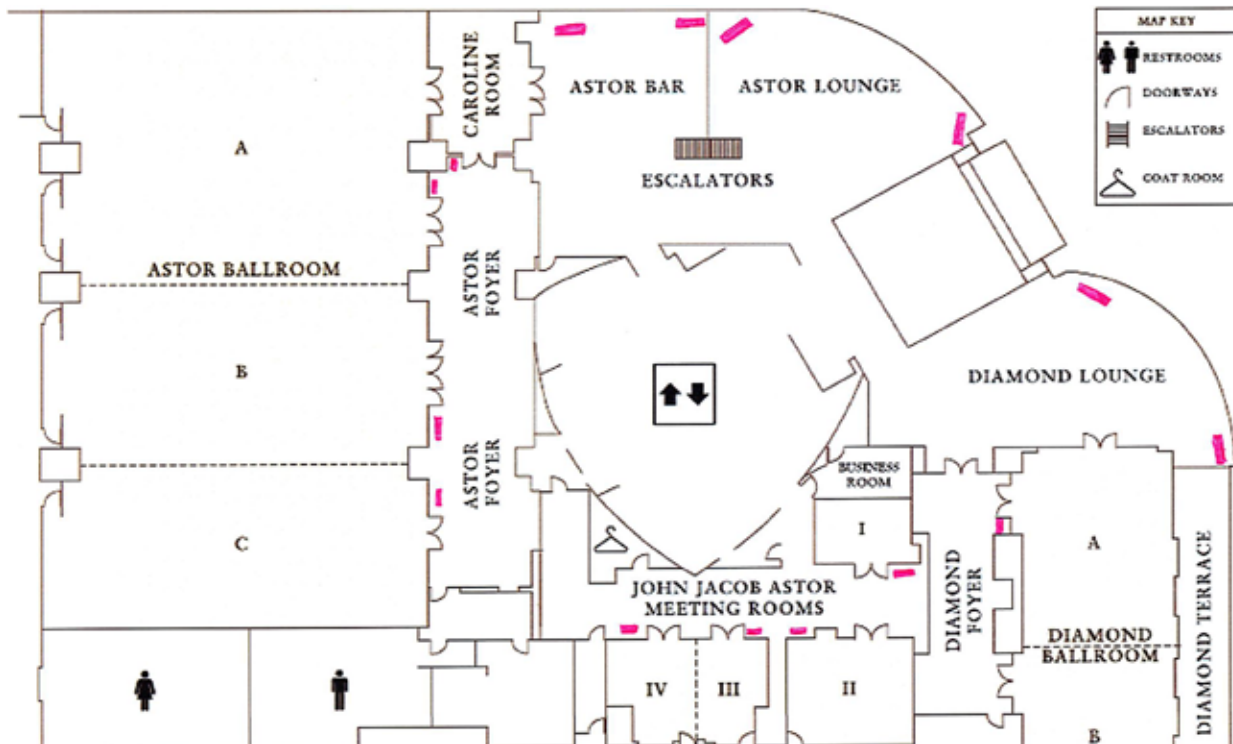 MAP KEY
RESTROOMS
DOORWAYS
ESCALATORS
COAT ROOM
CAROLINE
ROOM
ASTOR BAR
ASTOR LOUNGE
A
ESCALATORS
ASTOR BALLROOM
ASTOR
FOYER
B
DIAMOND LOUNGE
ASTOR
FOYER
BUSINESS
ROOM
C
I
A
JOHN JACOB ASTOR
MEETING ROOMS
DIAMOND
FOYER
DIAMOND
BALLROOM
DIAMOND TERRACE
IV
III
II
B